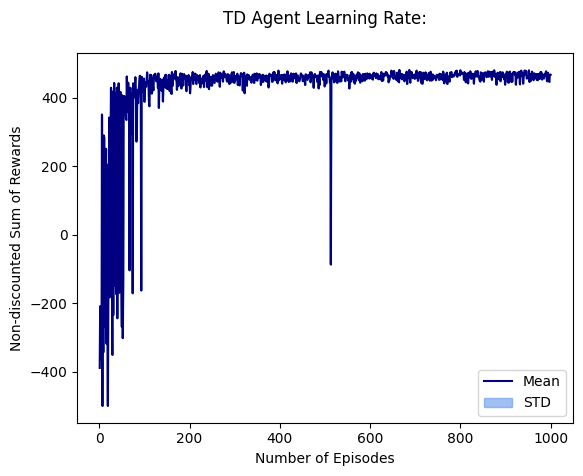 TD Agent Learning Rate:
Non-discounted Sum of Rewards
400
200
0
−200
−400
0
200
400
600
800
1000
Number of Episodes
Mean
STD